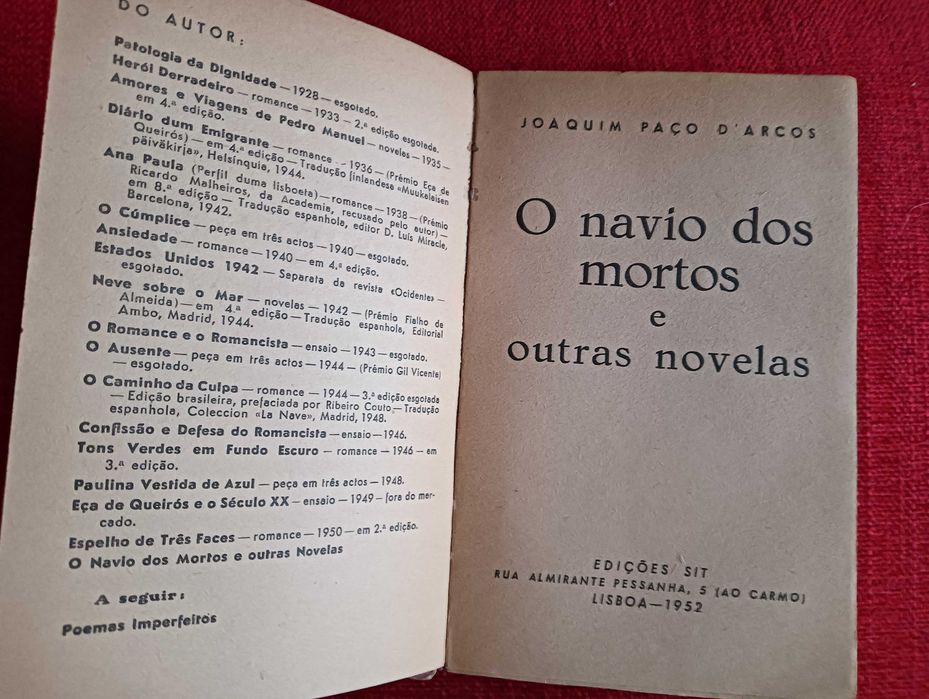 DO AUTOR:
Patologia da Dignidade — 1928 — esgotado.
Herói Derradeiro — romance — 1933 — 2.ª edição esgotada.
Amores e Viagens de Pedro Manuel — novelas — 1935 —
em 4.ª edição.
Diário dum Emigrante — romance — 1936 — (Prémio Eça de
Queirós) — em 4.ª edição — Tradução finlandesa «Muukalaisen
päiväkirja», Helsínquia, 1944.
Ana Paula (Perfil duma lisboeta) — romance — 1938 — (Prémio
Ricardo Malheiros, da Academia, recusado pelo autor) —
em 8.ª edição — Tradução espanhola, editor D. Luís Miracle,
Barcelona, 1942.
O Cúmplice — peça em três actos — 1940 — esgotado.
Ansiedade — romance — 1940 — em 4.ª edição.
Estados Unidos 1942 — Separata da revista «Ocidente» —
esgotado.
Neve sobre o Mar — novelas — 1942 — (Prémio Fialho de
Almeida) — em 4.ª edição — Tradução espanhola, Editorial
Ambo, Madrid, 1944.
O Romance e o Romancista — ensaio — 1943 — esgotado.
O Ausente — peça em três actos — 1944 — (Prémio Gil Vicente)
— esgotado.
O Caminho da Culpa — romance — 1944 — 3.ª edição esgotada
— Edição brasileira, prefaciada por Ribeiro Couto — Tradução
espanhola, Coleccion «La Nave», Madrid, 1948.
Confissão e Defesa do Romancista — ensaio — 1946.
Tons Verdes em Fundo Escuro — romance — 1946 — em
3.ª edição.
Paulina Vestida de Azul — peça em três actos — 1948.
Eça de Queirós e o Século XX — ensaio — 1949 — fora do mer-
cado.
Espelho de Três Faces — romance — 1950 — em 2.ª edição.
O Navio dos Mortos e outras Novelas
A seguir:
Poemas Imperfeitos
JOAQUIM PAÇO D'ARCOS
O navio dos
mortos
e
outras novelas
EDIÇÕES SIT
RUA ALMIRANTE PESSANHA, 5 (AO CARMO)
LISBOA — 1952